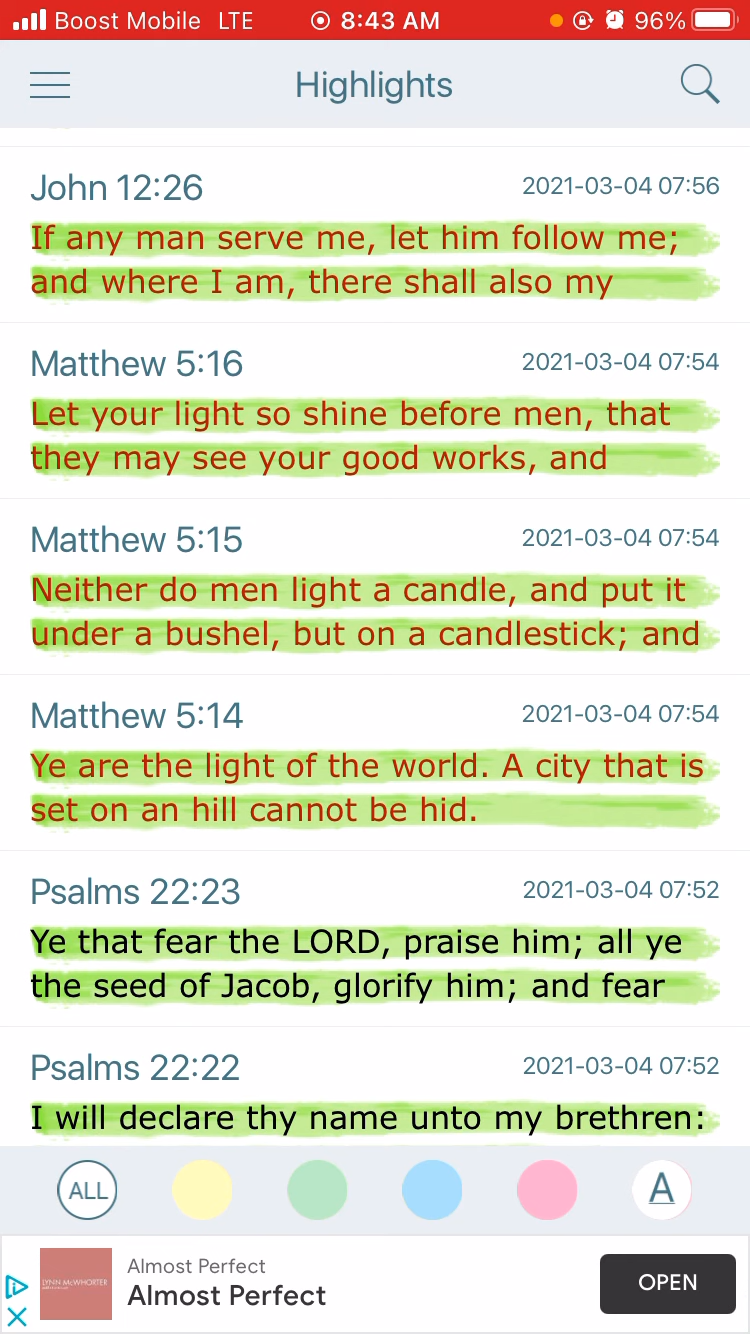 Boost Mobile LTE 8:43 AM 96%
Highlights
John 12:26 2021-03-04 07:56
If any man serve me, let him follow me;
and where I am, there shall also my
Matthew 5:16 2021-03-04 07:54
Let your light so shine before men, that
they may see your good works, and
Matthew 5:15 2021-03-04 07:54
Neither do men light a candle, and put it
under a bushel, but on a candlestick; and
Matthew 5:14 2021-03-04 07:54
Ye are the light of the world. A city that is
set on an hill cannot be hid.
Psalms 22:23 2021-03-04 07:52
Ye that fear the LORD, praise him; all ye
the seed of Jacob, glorify him; and fear
Psalms 22:22 2021-03-04 07:52
I will declare thy name unto my brethren:
ALL A
LYNN McWHORTER
Almost Perfect
Almost Perfect
OPEN